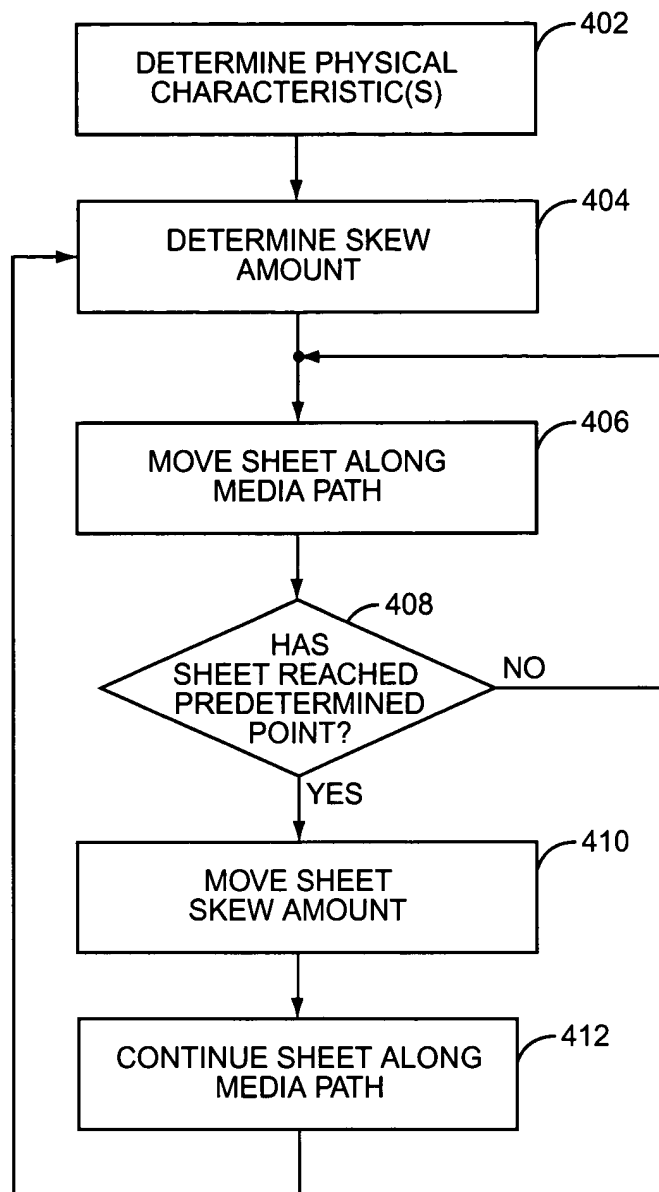 402
DETERMINE PHYSICAL
CHARACTERISTIC(S)
404
DETERMINE SKEW
AMOUNT
406
MOVE SHEET ALONG
MEDIA PATH
408
HAS
SHEET REACHED
PREDETERMINED
POINT?
NO
YES
410
MOVE SHEET
SKEW AMOUNT
412
CONTINUE SHEET ALONG
MEDIA PATH